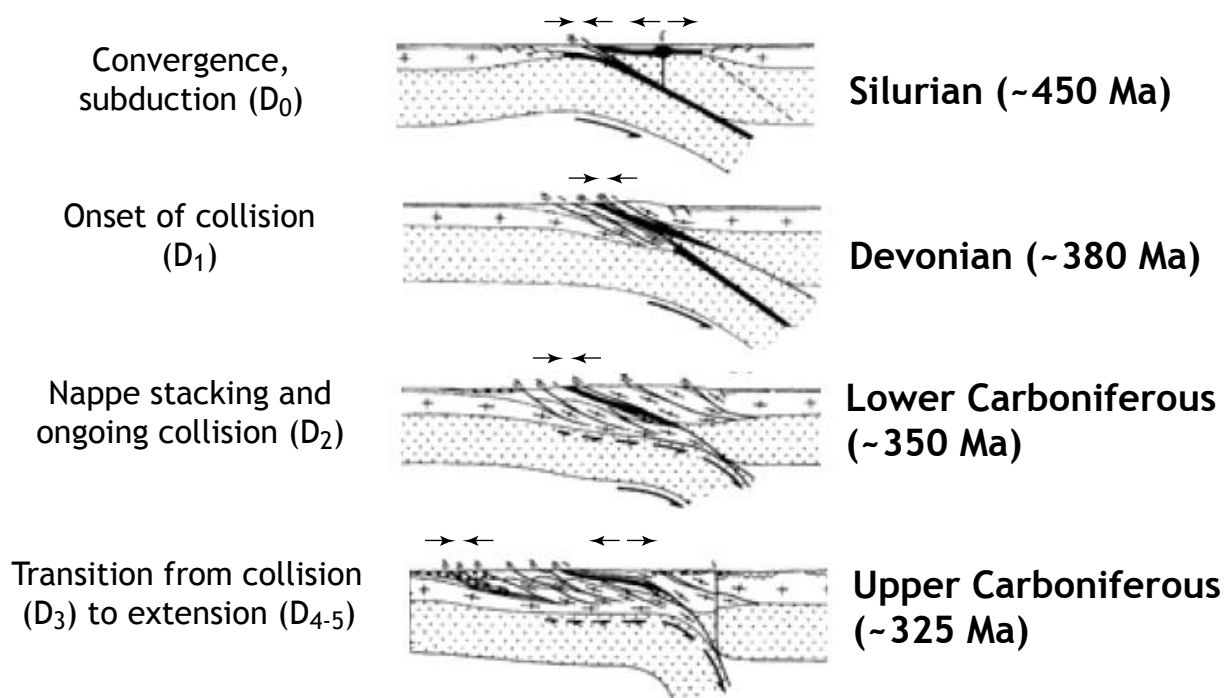 Convergence,
subduction (D₀)
Silurian (~450 Ma)
Onset of collision
(D₁)
Devonian (~380 Ma)
Nappe stacking and
ongoing collision (D₂)
Lower Carboniferous
(~350 Ma)
Transition from collision
(D₃) to extension (D₄₋₅)
Upper Carboniferous
(~325 Ma)